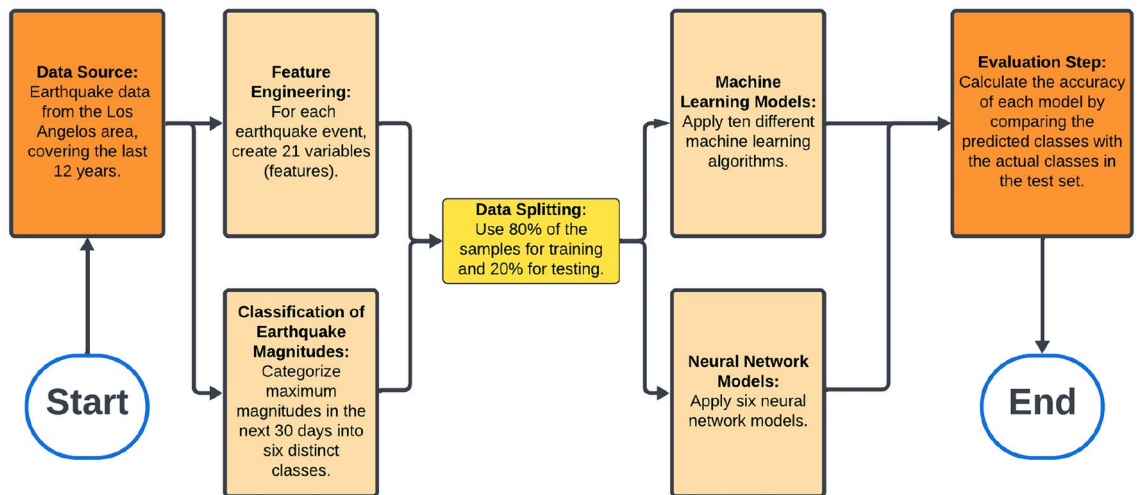 Data Source:
Earthquake data
from the Los
Angelos area,
covering the last
12 years.
Feature
Engineering:
For each
earthquake event,
create 21 variables
(features).
Classification of
Earthquake
Magnitudes:
Categorize
maximum
magnitudes in the
next 30 days into
six distinct
classes.
Data Splitting:
Use 80% of the
samples for training
and 20% for testing.
Machine
Learning Models:
Apply ten different
machine learning
algorithms.
Neural Network
Models:
Apply six neural
network models.
Evaluation Step:
Calculate the accuracy
of each model by
comparing the
predicted classes with
the actual classes in
the test set.
Start
End